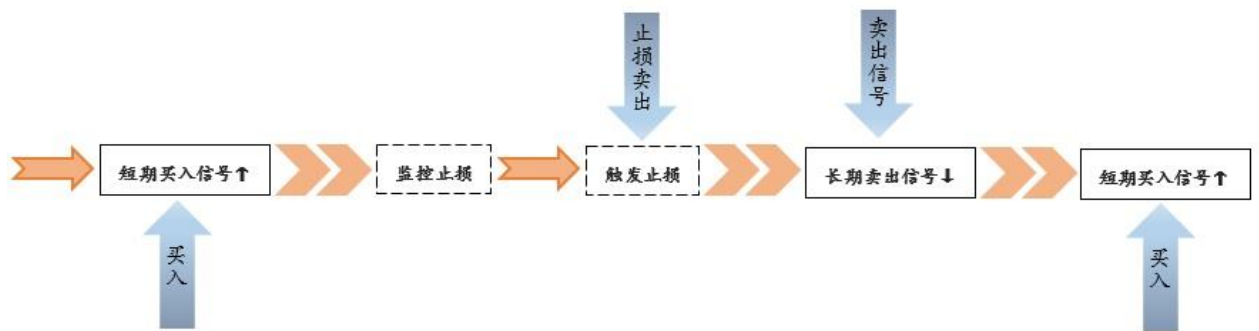 止损卖出
卖出信号
短期买入信号↑
监控止损
触发止损
长期卖出信号↓
短期买入信号↑
买入
买入